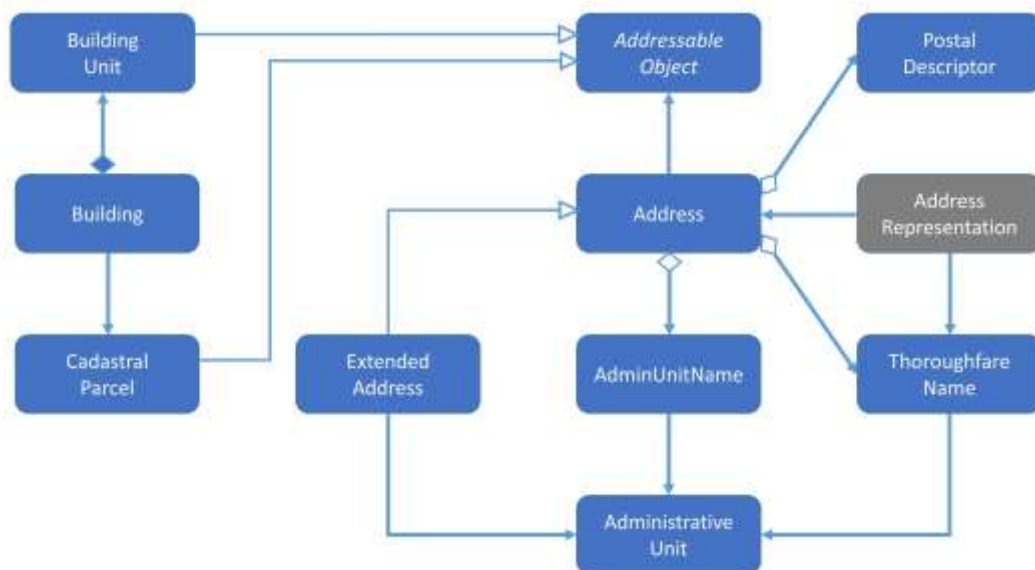 Building
Unit
Addressable
Object
Postal
Descriptor
Building
Address
Address
Representation
Cadastral
Parcel
Extended
Address
AdminUnitName
Thoroughfare
Name
Administrative
Unit